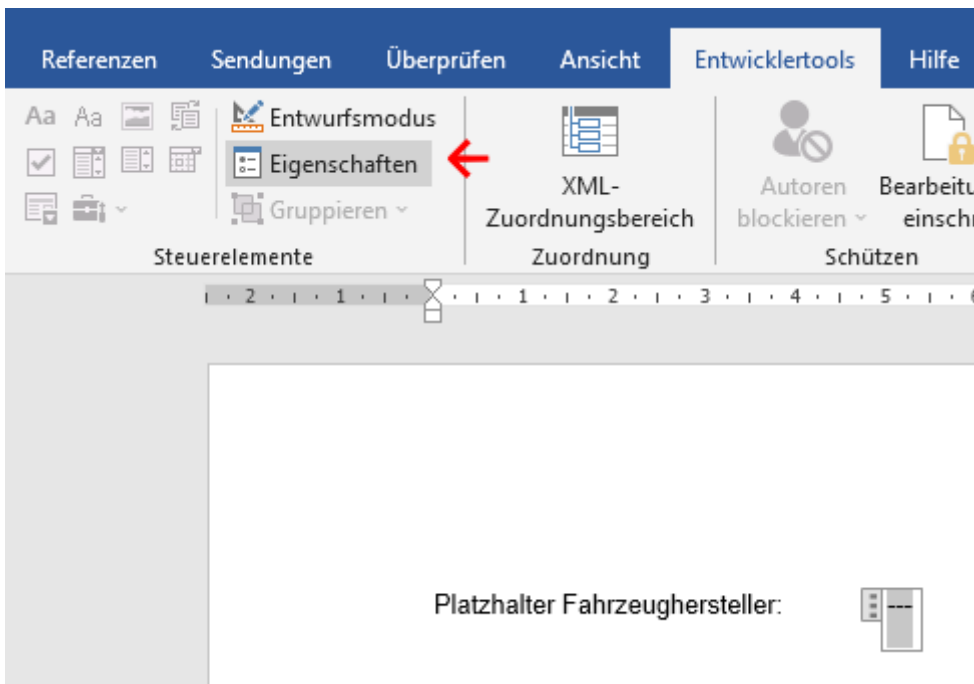 Referenzen Sendungen Überprüfen Ansicht Entwicklertools Hilfe
Aa Aa Entwurfsmodus
Eigenschaften
Gruppieren
XML-
Zuordnungsbereich
Autoren
blockieren
Bearbeitu
einschr
Steuerelemente Zuordnung Schützen
2 1 1 2 3 4 5 6
Platzhalter Fahrzeughersteller: ---